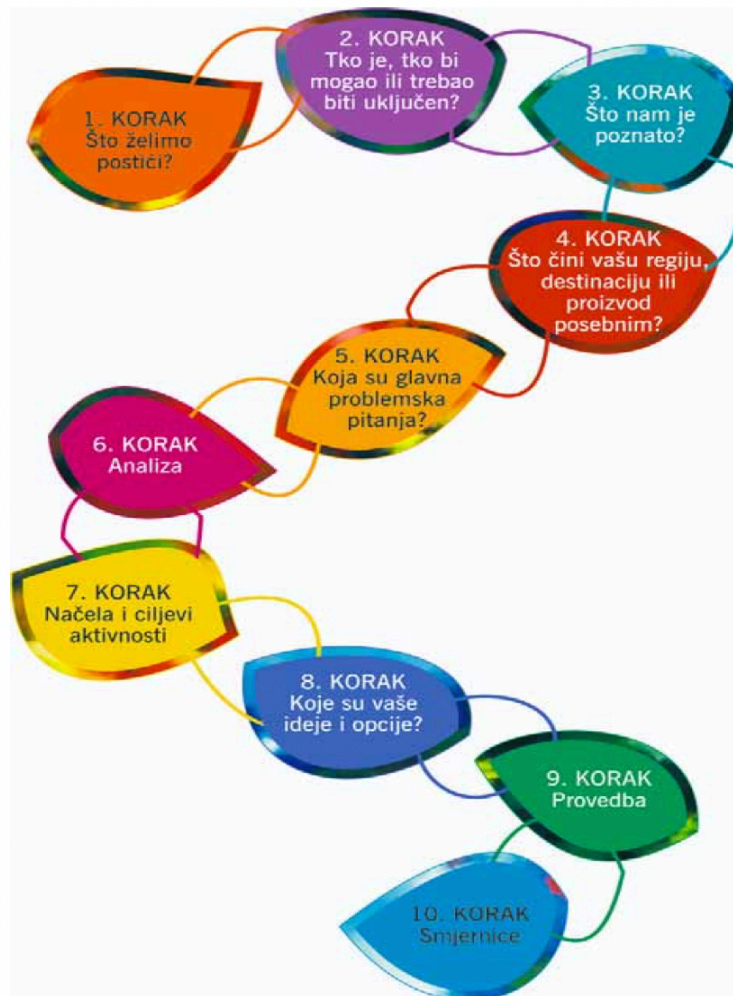 1. KORAK
Što želimo
postići?
2. KORAK
Tko je, tko bi
mogao ili trebao
biti uključen?
3. KORAK
Što nam je
poznato?
4. KORAK
Što čini vašu regiju,
destinaciju ili
proizvod
posebnim?
5. KORAK
Koja su glavna
problemska
pitanja?
6. KORAK
Analiza
7. KORAK
Načela i ciljevi
aktivnosti
8. KORAK
Koje su vaše
ideje i opcije?
9. KORAK
Provedba
10. KORAK
Smjernice